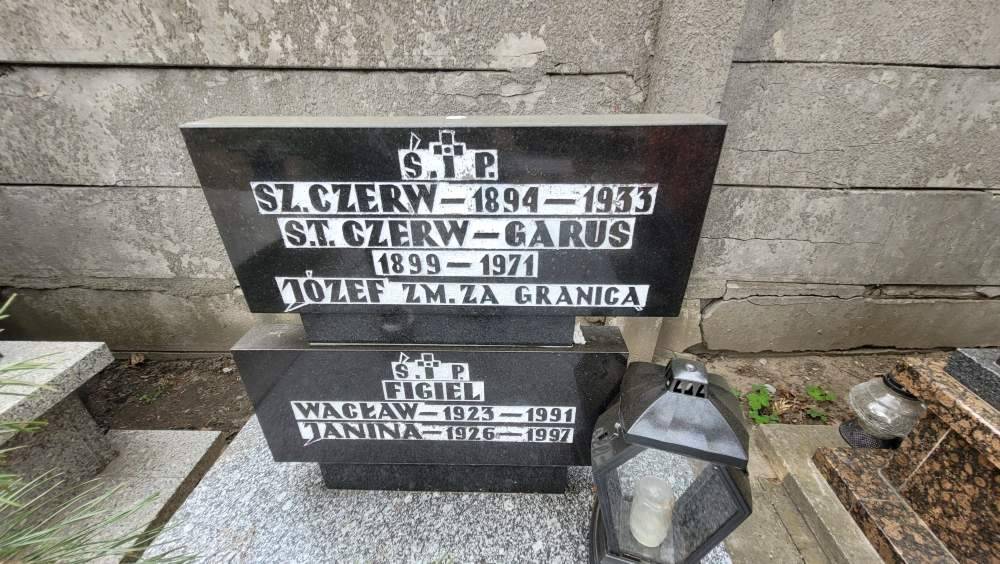 Ś.†P.
SZ.CZERW-1894-1933
S.T. CZERW-GARUS
1899-1971
JÓZEF ZM.ZA GRANICĄ
Ś.†P
FIGIEL
WACŁAW-1923-1991
JANINA-1926-1997